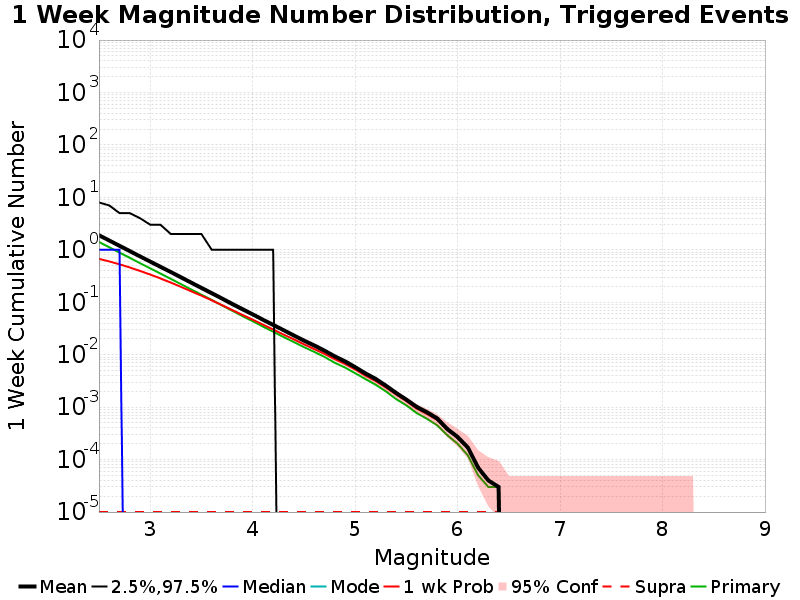 1 Week Magnitude Number Distribution, Triggered Events
1 Week Cumulative Number
10^4
10^3
10^2
10^1
10^0
10^-1
10^-2
10^-3
10^-4
10^-5
3 4 5 6 7 8 9
Magnitude
Mean 2.5%,97.5% Median Mode 1 wk Prob 95% Conf Supra Primary